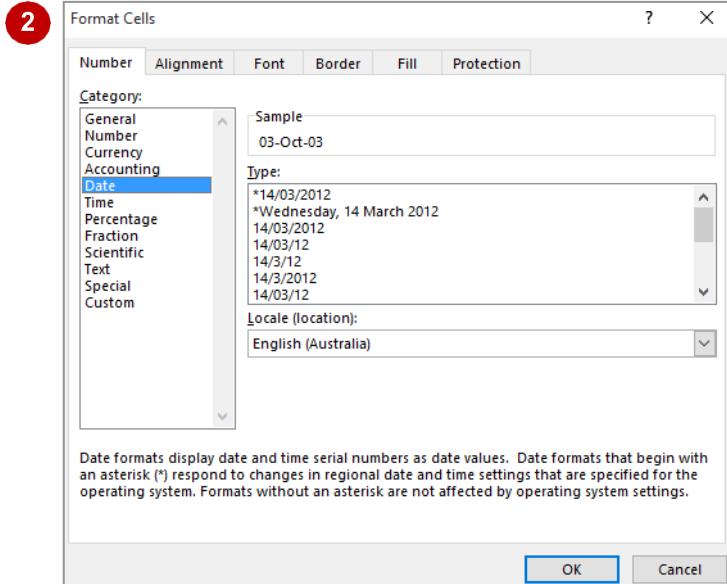 2
Format Cells ? ×
Number Alignment Font Border Fill Protection
Category:
General
Number
Currency
Accounting
Date
Time
Percentage
Fraction
Scientific
Text
Special
Custom
Sample
03-Oct-03
Type:
*14/03/2012
*Wednesday, 14 March 2012
14/03/2012
14/03/12
14/3/12
14/3/2012
14/03/12
Locale (location):
English (Australia)
Date formats display date and time serial numbers as date values. Date formats that begin with
an asterisk (*) respond to changes in regional date and time settings that are specified for the
operating system. Formats without an asterisk are not affected by operating system settings.
OK Cancel